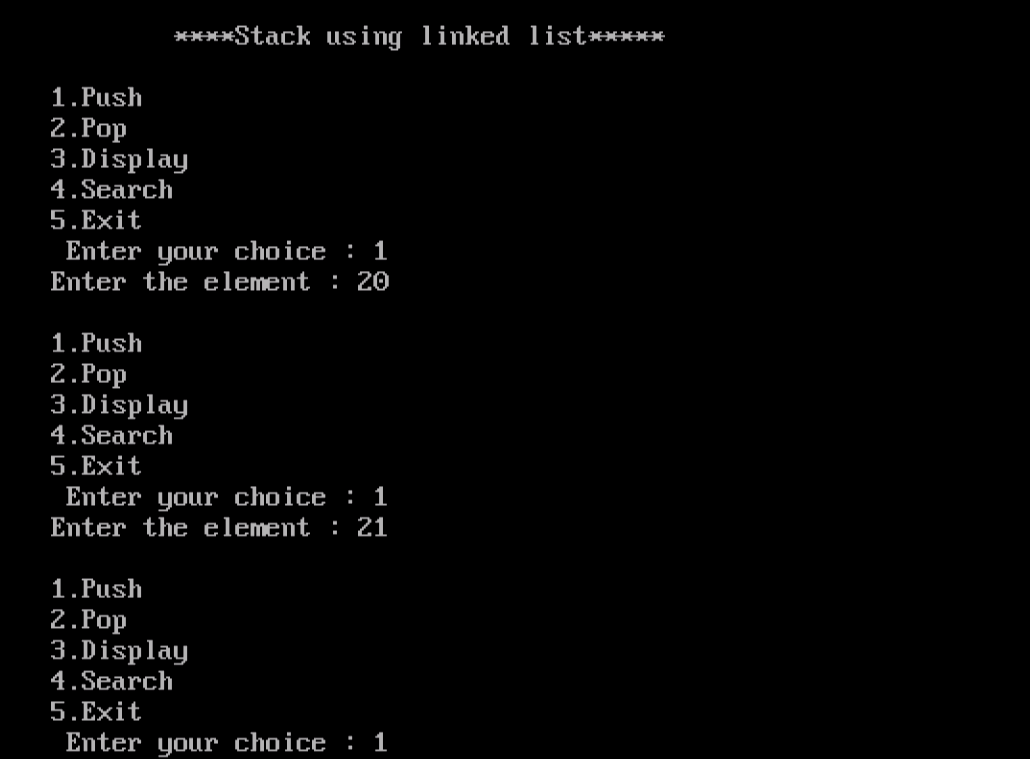 ****Stack using linked list*****
1.Push
2.Pop
3.Display
4.Search
5.Exit
Enter your choice : 1
Enter the element : 20
1.Push
2.Pop
3.Display
4.Search
5.Exit
Enter your choice : 1
Enter the element : 21
1.Push
2.Pop
3.Display
4.Search
5.Exit
Enter your choice : 1